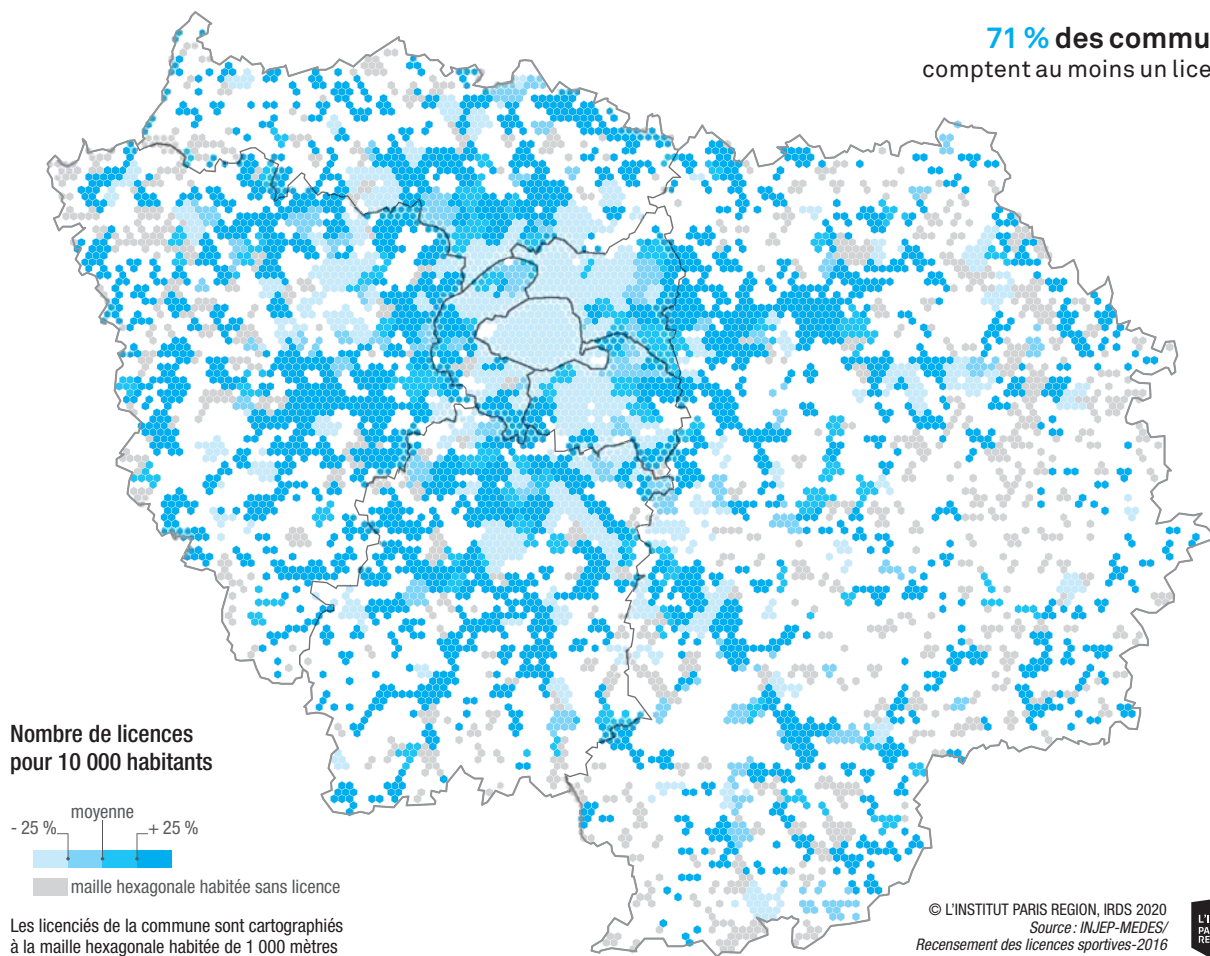 71 % des commu
comptent au moins un lice
Nombre de licences
pour 10 000 habitants
moyenne
- 25 % + 25 %
maille hexagonale habitée sans licence
Les licenciés de la commune sont cartographiés
à la maille hexagonale habitée de 1 000 mètres
© L'INSTITUT PARIS REGION, IRDS 2020
Source : INJEP-MEDES/
Recensement des licences sportives-2016
L'I
PA
RE